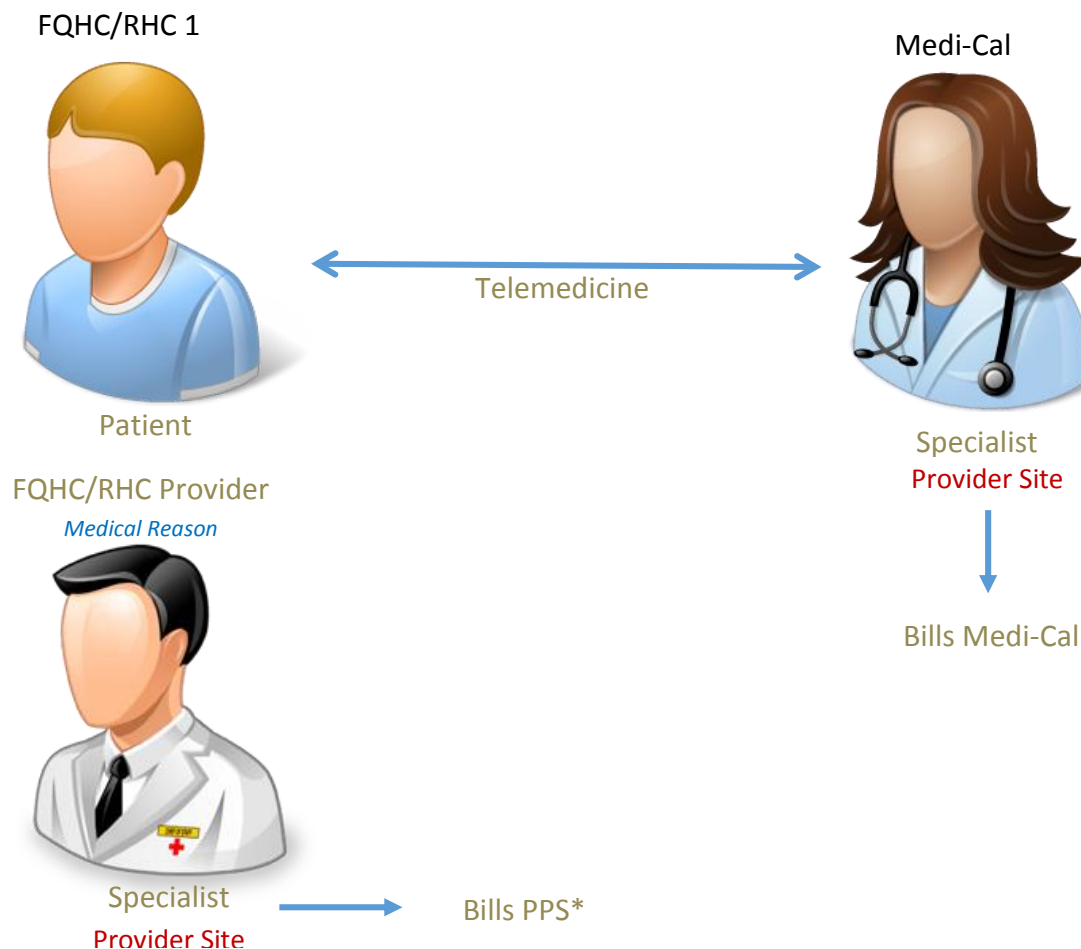 FQHC/RHC 1
Medi-Cal
Telemedicine
Patient
Specialist
Provider Site
FQHC/RHC Provider
Medical Reason
Bills Medi-Cal
Specialist
Bills PPS*
Provider Site